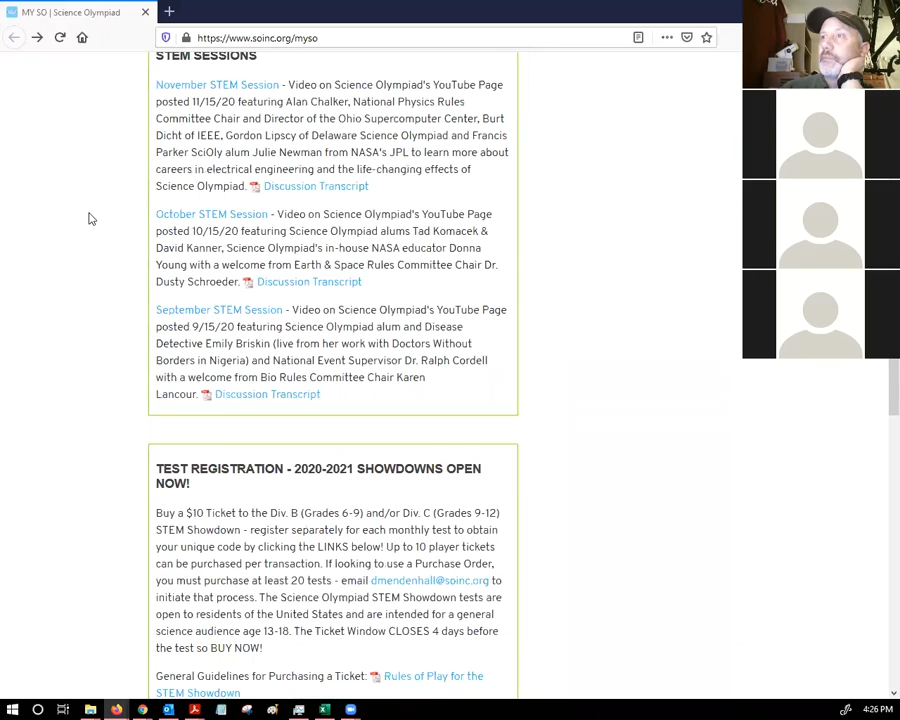 MY SO | Science Olympiad
https://www.soinc.org/myso
STEM SESSIONS
November STEM Session - Video on Science Olympiad's YouTube Page
posted 11/15/20 featuring Alan Chalker, National Physics Rules
Committee Chair and Director of the Ohio Supercomputer Center, Burt
Dicht of IEEE, Gordon Lipscy of Delaware Science Olympiad and Francis
Parker SciOly alum Julie Newman from NASA's JPL to learn more about
careers in electrical engineering and the life-changing effects of
Science Olympiad. Discussion Transcript
October STEM Session - Video on Science Olympiad's YouTube Page
posted 10/15/20 featuring Science Olympiad alums Tad Komacek &
David Kanner, Science Olympiad's in-house NASA educator Donna
Young with a welcome from Earth & Space Rules Committee Chair Dr.
Dusty Schroeder. Discussion Transcript
September STEM Session - Video on Science Olympiad's YouTube Page
posted 9/15/20 featuring Science Olympiad alum and Disease
Detective Emily Briskin (live from her work with Doctors Without
Borders in Nigeria) and National Event Supervisor Dr. Ralph Cordell
with a welcome from Bio Rules Committee Chair Karen
Lancour. Discussion Transcript
TEST REGISTRATION - 2020-2021 SHOWDOWNS OPEN
NOW!
Buy a $10 Ticket to the Div. B (Grades 6-9) and/or Div. C (Grades 9-12)
STEM Showdown - register separately for each monthly test to obtain
your unique code by clicking the LINKS below! Up to 10 player tickets
can be purchased per transaction. If looking to use a Purchase Order,
you must purchase at least 20 tests - email dmendenhall@soinc.org to
initiate that process. The Science Olympiad STEM Showdown tests are
open to residents of the United States and are intended for a general
science audience age 13-18. The Ticket Window CLOSES 4 days before
the test so BUY NOW!
General Guidelines for Purchasing a Ticket: Rules of Play for the
STEM Showdown
4:26 PM